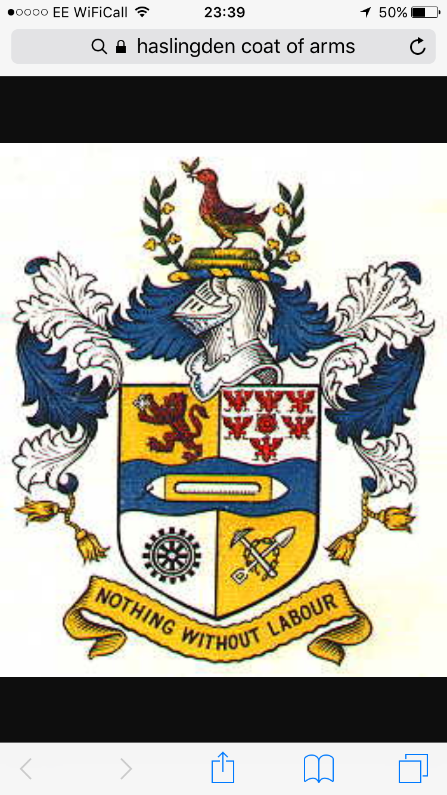 EE WiFiCall 23:39 50%
haslingden coat of arms
NOTHING WITHOUT LABOUR